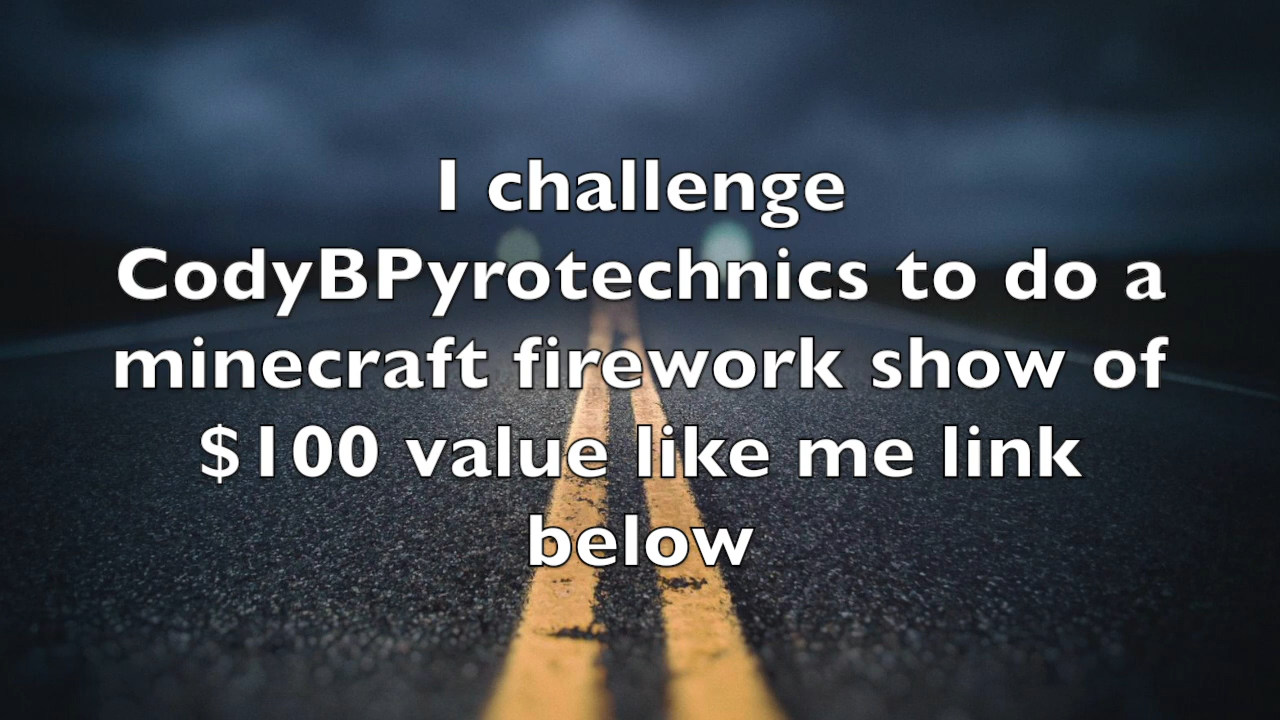 I challenge
CodyBPyrotechnics to do a
minecraft firework show of
$100 value like me link
below